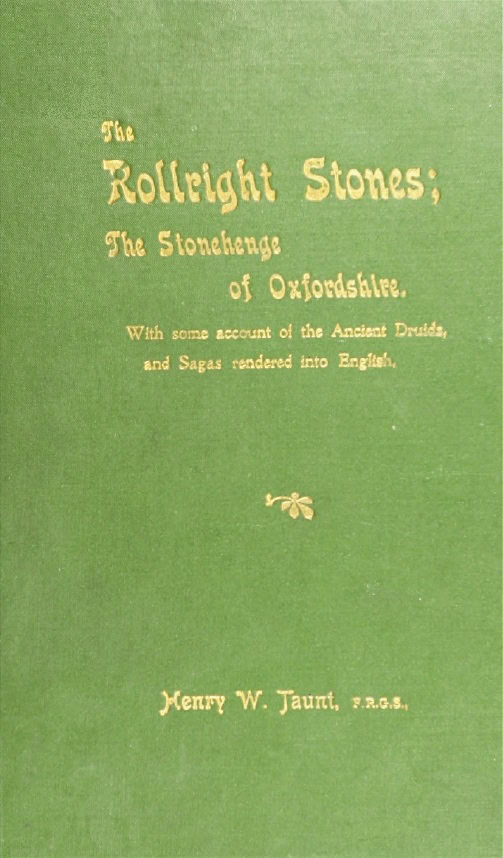 The
Rollright Stones;
The Stonehenge
of Oxfordshire.
With some account of the Ancient Druids,
and Sagas rendered into English.
Henry W. Taunt, F.R.G.S.,